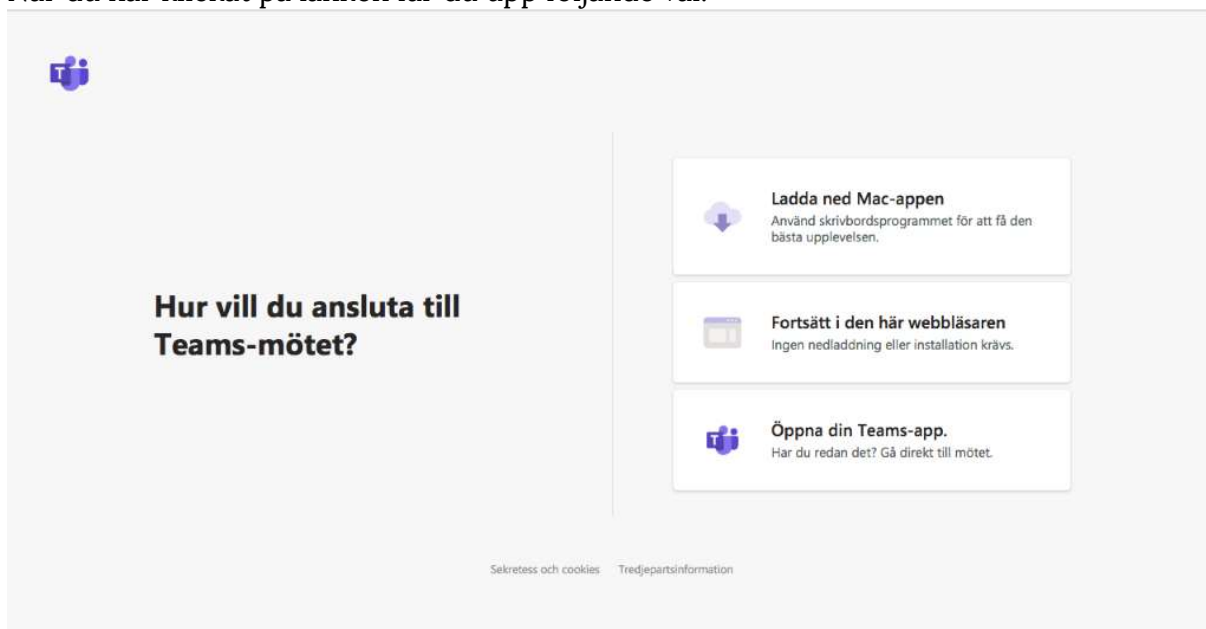 När du har klickat på länken får du upp följande val:
Hur vill du ansluta till
Teams-mötet?
Ladda ned Mac-appen
Använd skrivbordsprogrammet för att få den
bästa upplevelsen.
Fortsätt i den här webbläsaren
Ingen nedladdning eller installation krävs.
Öppna din Teams-app.
Har du redan det? Gå direkt till mötet.
Sekretess och cookies Tredjepartsinformation